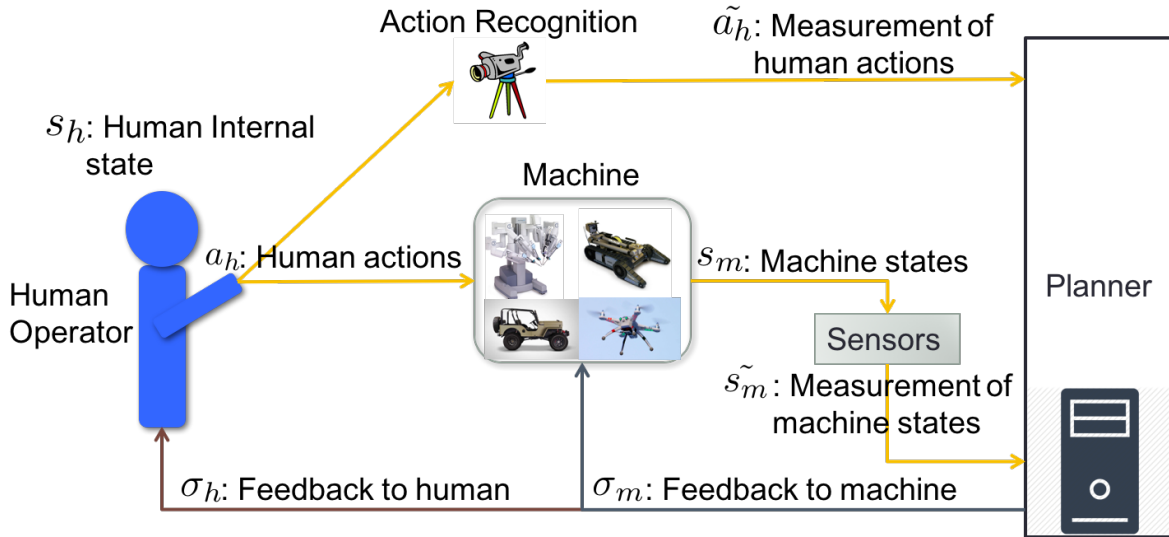 Action Recognition
ã_h: Measurement of
human actions
s_h: Human Internal
state
Machine
a_h: Human actions
s_m: Machine states
Human
Operator
Planner
Sensors
s̃_m: Measurement of
machine states
σ_h: Feedback to human
σ_m: Feedback to machine